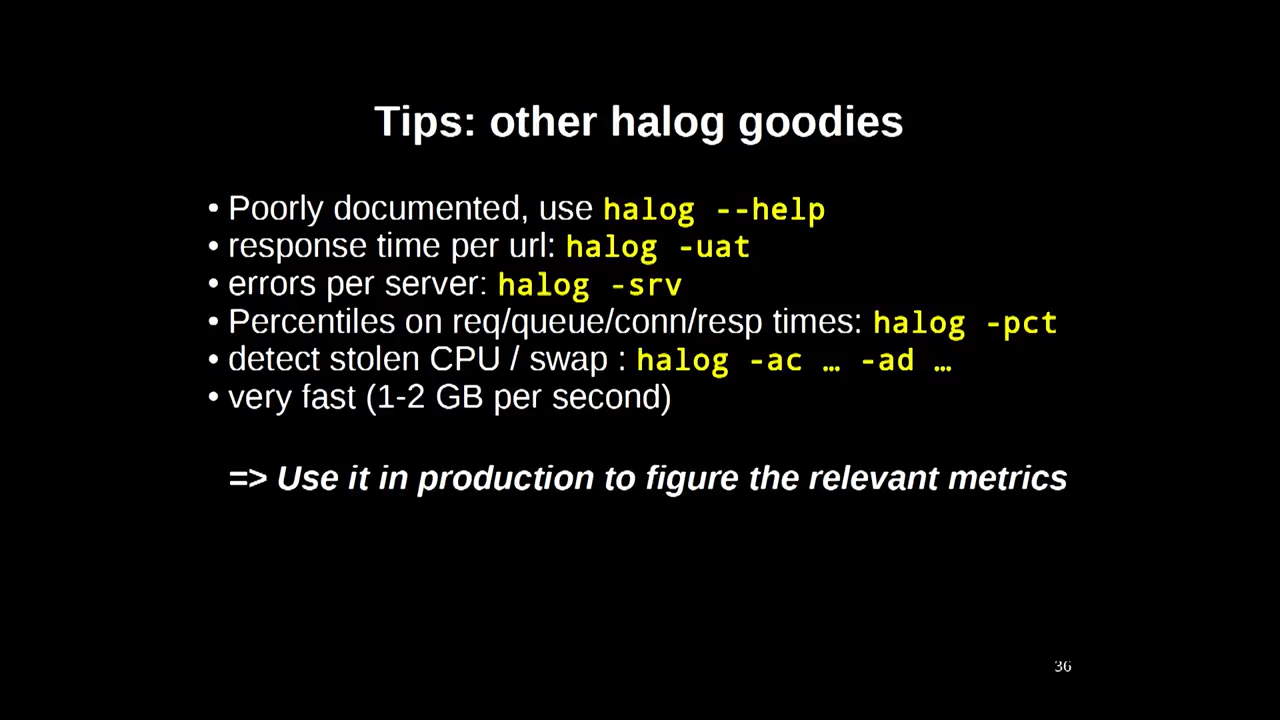 Tips: other halog goodies
• Poorly documented, use halog --help
• response time per url: halog -uat
• errors per server: halog -srv
• Percentiles on req/queue/conn/resp times: halog -pct
• detect stolen CPU / swap : halog -ac … -ad …
• very fast (1-2 GB per second)
=> Use it in production to figure the relevant metrics
36